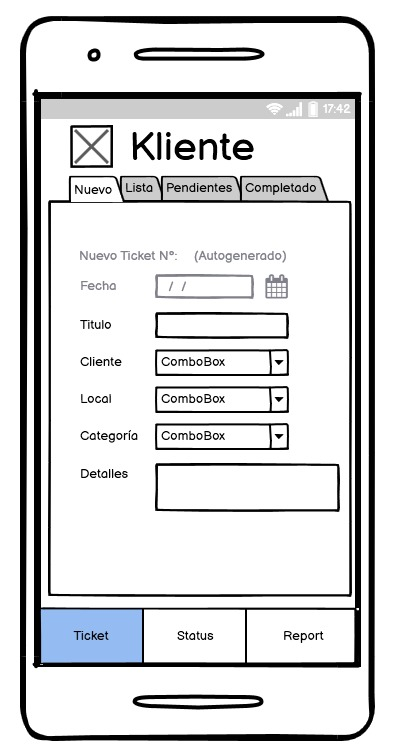 17:42
Kliente
Nuevo Lista Pendientes Completado
Nuevo Ticket N°: (Autogenerado)
Fecha / /
Titulo
Cliente ComboBox
Local ComboBox
Categoría ComboBox
Detalles
Ticket Status Report